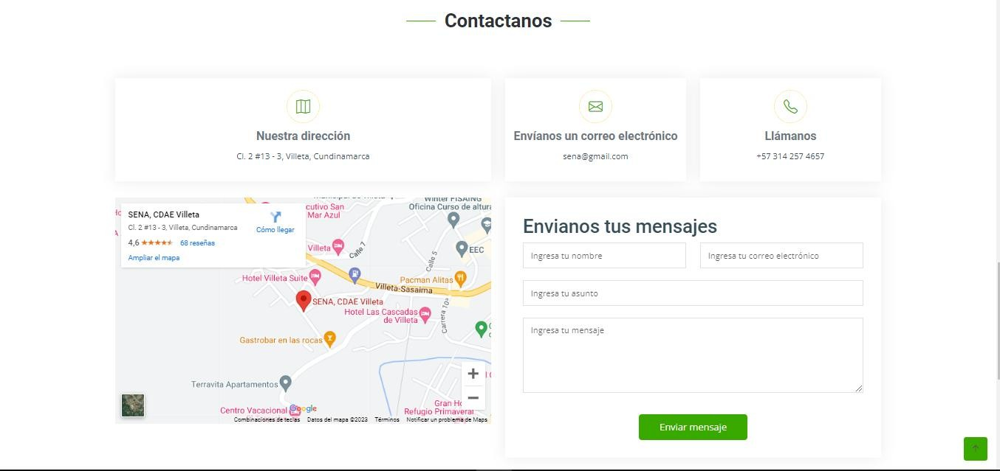 Contactanos
Nuestra dirección
Cl. 2 #13 - 3, Villeta, Cundinamarca
Envíanos un correo electrónico
sena@gmail.com
Llámanos
+57 314 257 4657
SENA, CDAE Villeta
Cl. 2 #13 - 3, Villeta, Cundinamarca
4,6
68 reseñas
Ampliar el mapa
Cómo llegar
cutivo San
Mar Azul
Winter FISAING
Oficina Curso de altura
Villeta
Calle 7
Calle 5
EEC
Hotel Villeta Suite
Pacman Alitas
Villeta-Sasaima
SENA, CDAE Villeta
Hotel Las Cascadas
de Villeta
Carrera 10ª
Gastrobar en las rocas
Terravita Apartamentos
Centro Vacacional
Google
Gran Ho
Refugio Primaveral
Combinaciones de teclas
Datos del mapa ©2023
Términos
Notificar un problema de Maps
Envianos tus mensajes
Ingresa tu nombre
Ingresa tu correo electrónico
Ingresa tu asunto
Ingresa tu mensaje
Enviar mensaje